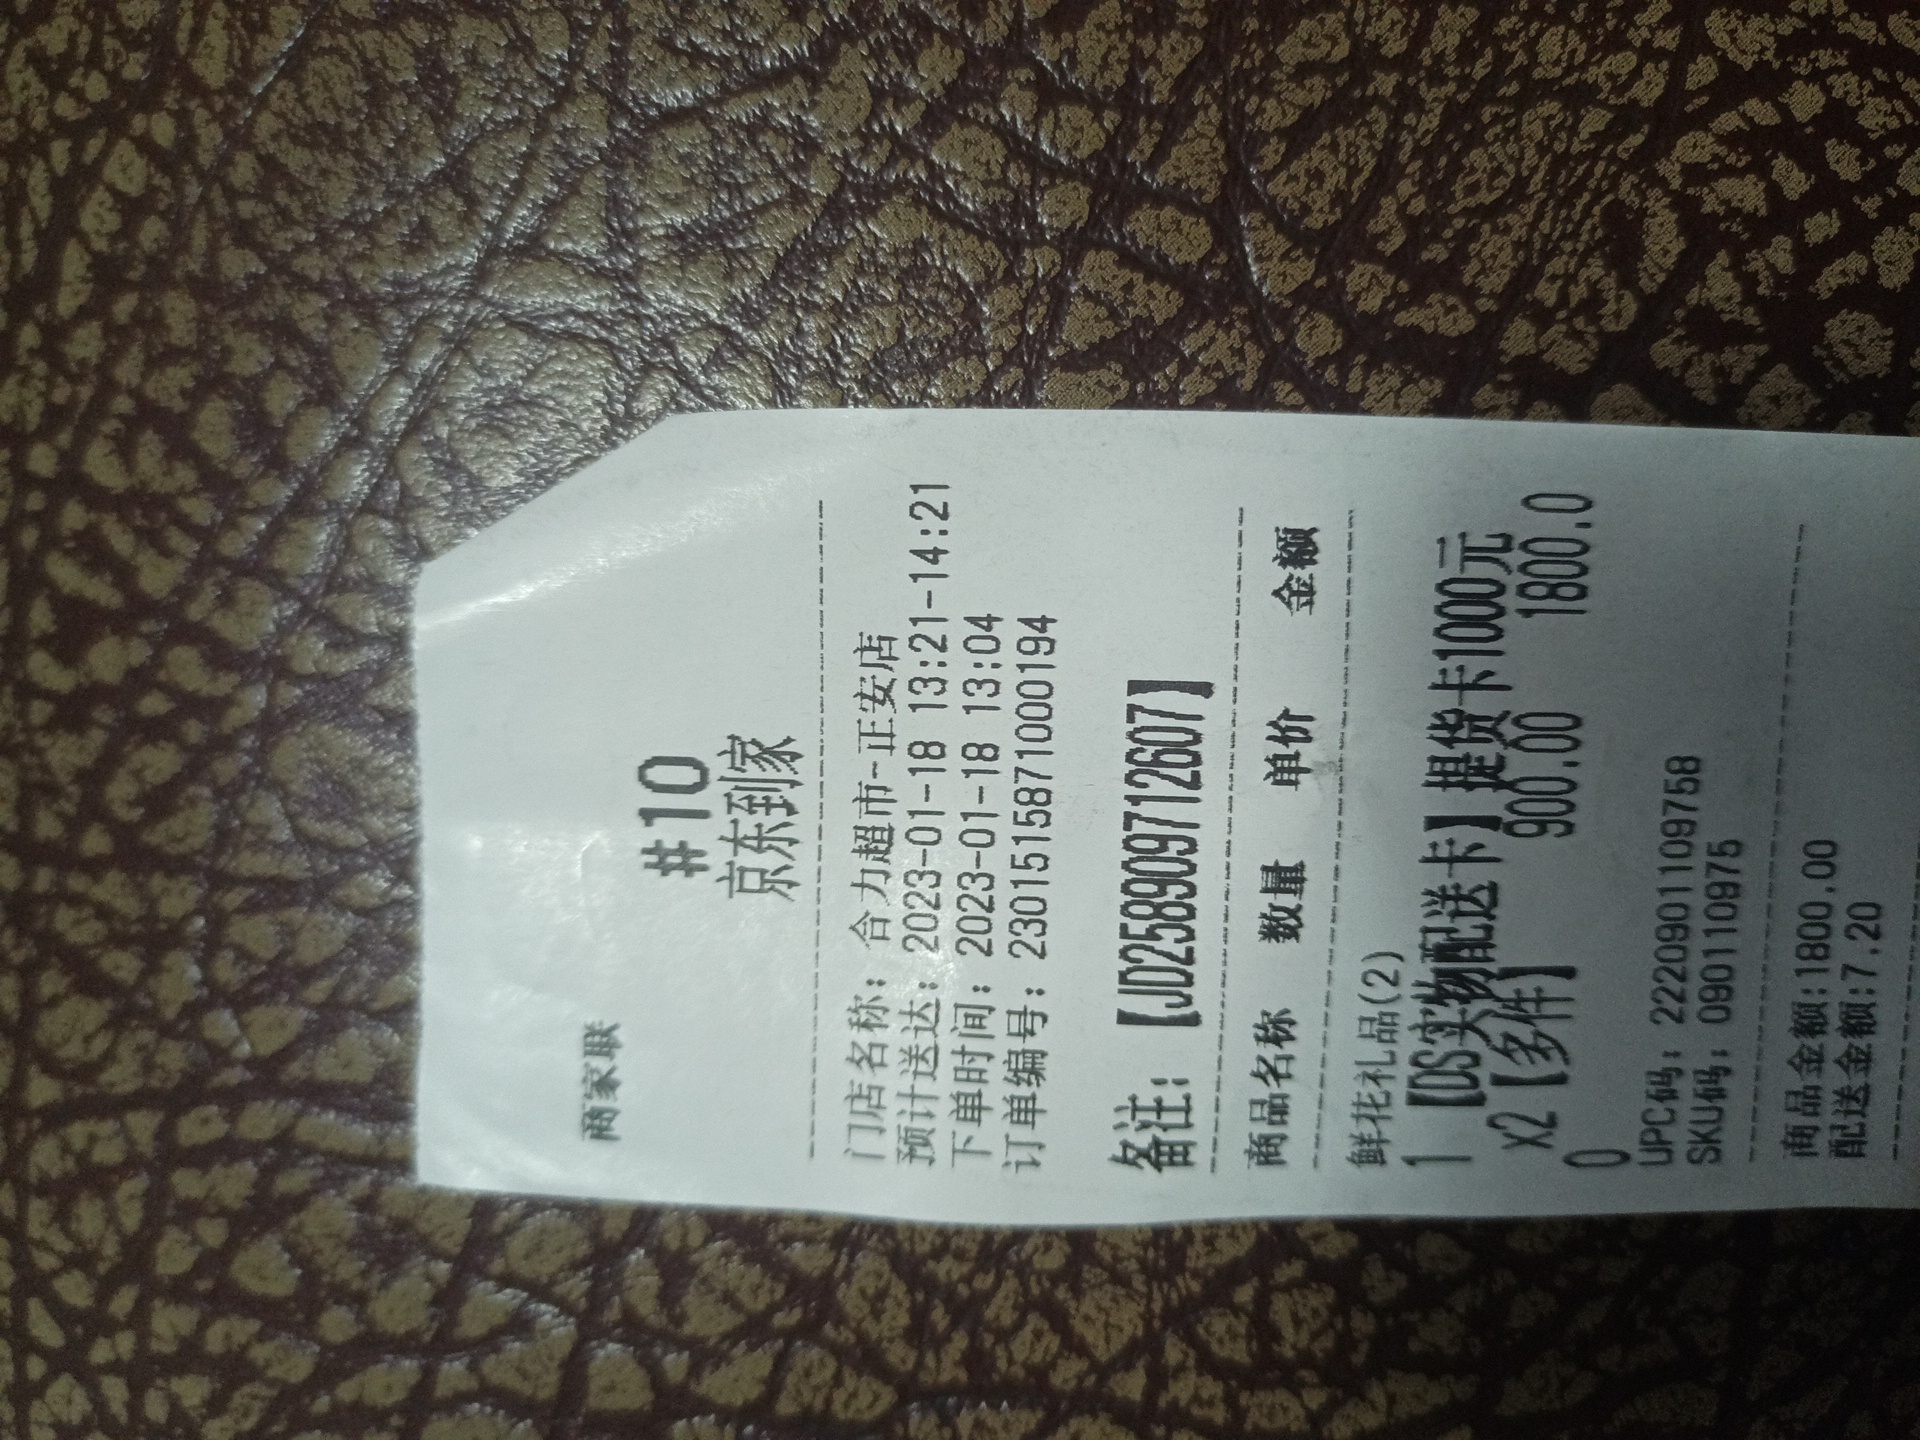 商家联
#10
京东到家
门店名称：合力超市-正安店
预计送达：2023-01-18 13:21-14:21
下单时间：2023-01-18 13:04
订单编号：2301515871000194
备注：【JD258909712607】
商品名称 数量 单价 金额
鲜花礼品(2)
1 【DS实物配送卡】提货卡1000元
x2【多件】 900.00 1800.0
0
UPC码：2220901109758
SKU码：090110975
商品金额:1800.00
配送金额:7.20